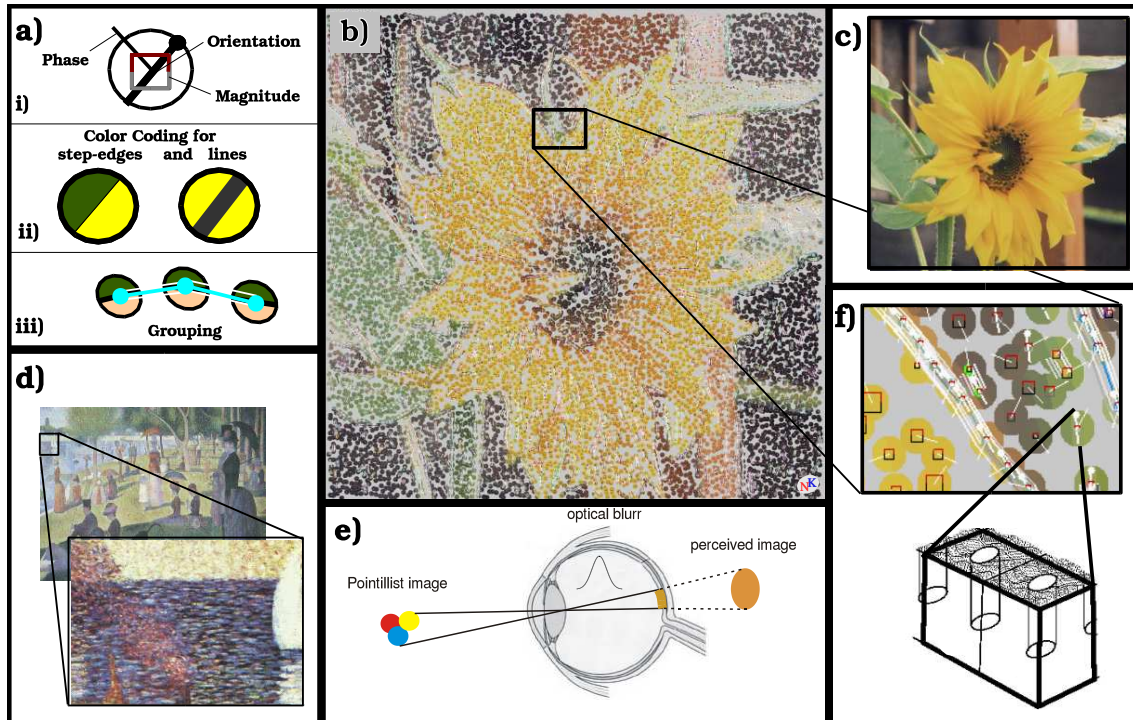 a)
Orientation
Phase
Magnitude
i)
Color Coding for
step-edges and lines
ii)
iii)
Grouping
b)
NK
c)
d)
e)
optical blurr
perceived image
Pointillist image
f)